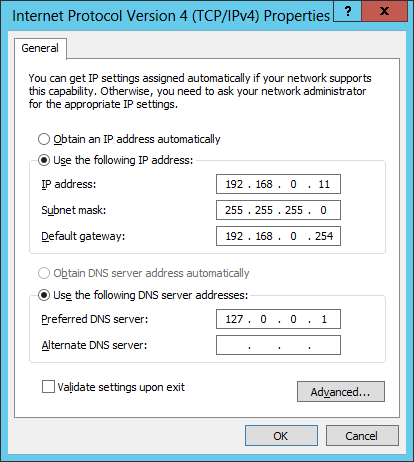 Internet Protocol Version 4 (TCP/IPv4) Properties ? x
General
You can get IP settings assigned automatically if your network supports
this capability. Otherwise, you need to ask your network administrator
for the appropriate IP settings.
Obtain an IP address automatically
Use the following IP address:
IP address: 192 . 168 . 0 . 11
Subnet mask: 255 . 255 . 255 . 0
Default gateway: 192 . 168 . 0 . 254
Obtain DNS server address automatically
Use the following DNS server addresses:
Preferred DNS server: 127 . 0 . 0 . 1
Alternate DNS server: . . .
Validate settings upon exit
Advanced...
OK Cancel